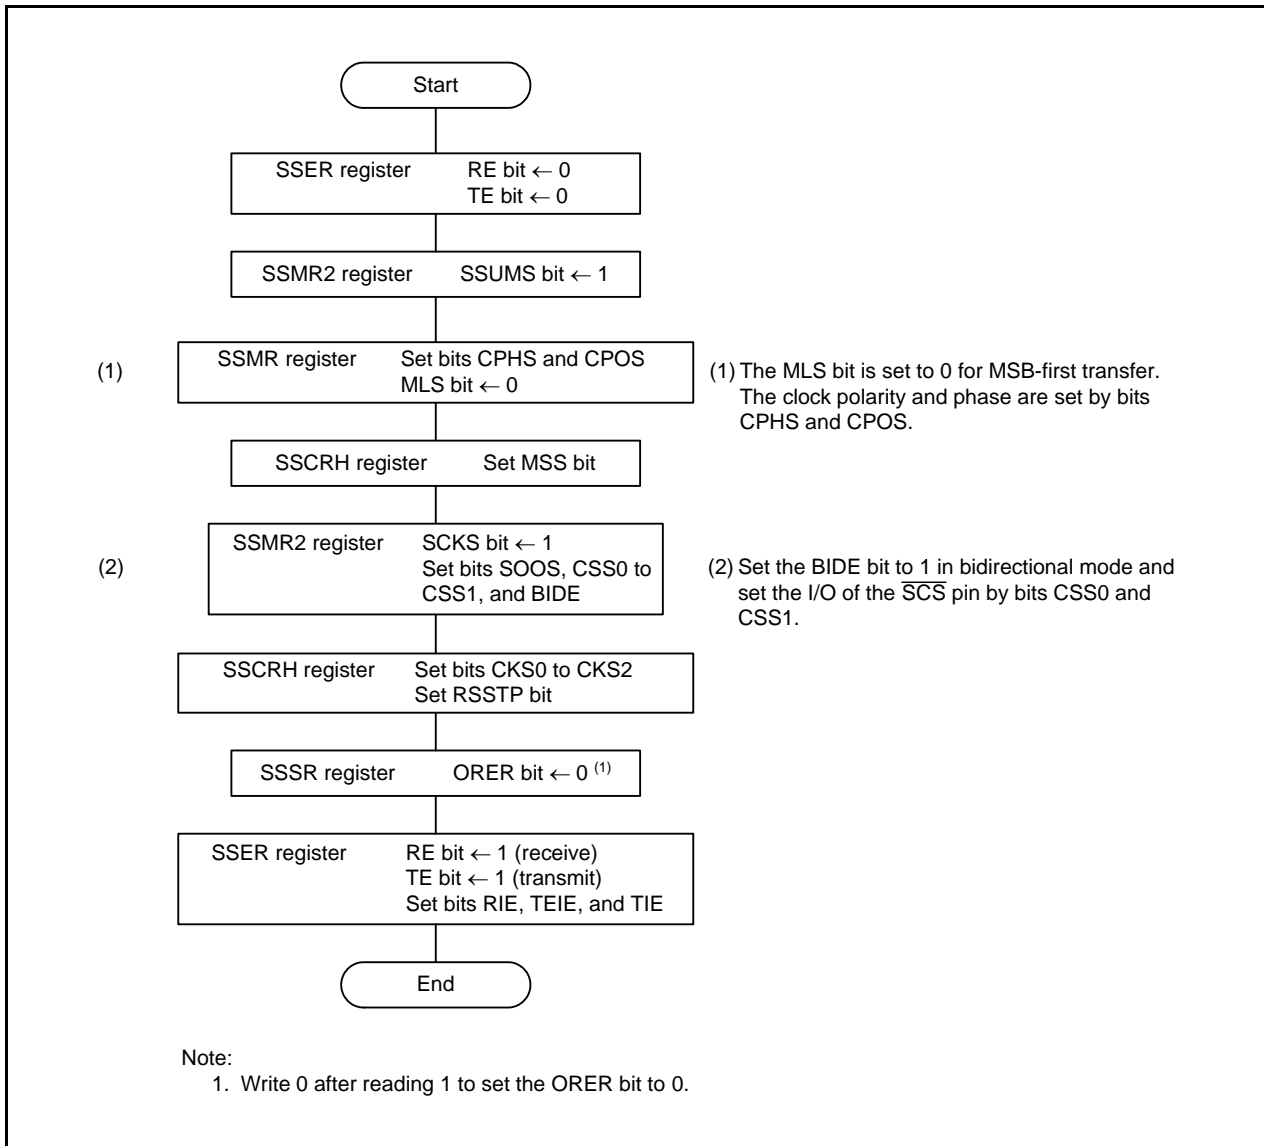 Start
SSER register RE bit ← 0
TE bit ← 0
SSMR2 register SSUMS bit ← 1
(1) SSMR register Set bits CPHS and CPOS
MLS bit ← 0
(1) The MLS bit is set to 0 for MSB-first transfer.
The clock polarity and phase are set by bits
CPHS and CPOS.
SSCRH register Set MSS bit
(2) SSMR2 register SCKS bit ← 1
Set bits SOOS, CSS0 to
CSS1, and BIDE
(2) Set the BIDE bit to 1 in bidirectional mode and
set the I/O of the S̅C̅S̅ pin by bits CSS0 and
CSS1.
SSCRH register Set bits CKS0 to CKS2
Set RSSTP bit
SSSR register ORER bit ← 0 (1)
SSER register RE bit ← 1 (receive)
TE bit ← 1 (transmit)
Set bits RIE, TEIE, and TIE
End
Note:
1. Write 0 after reading 1 to set the ORER bit to 0.